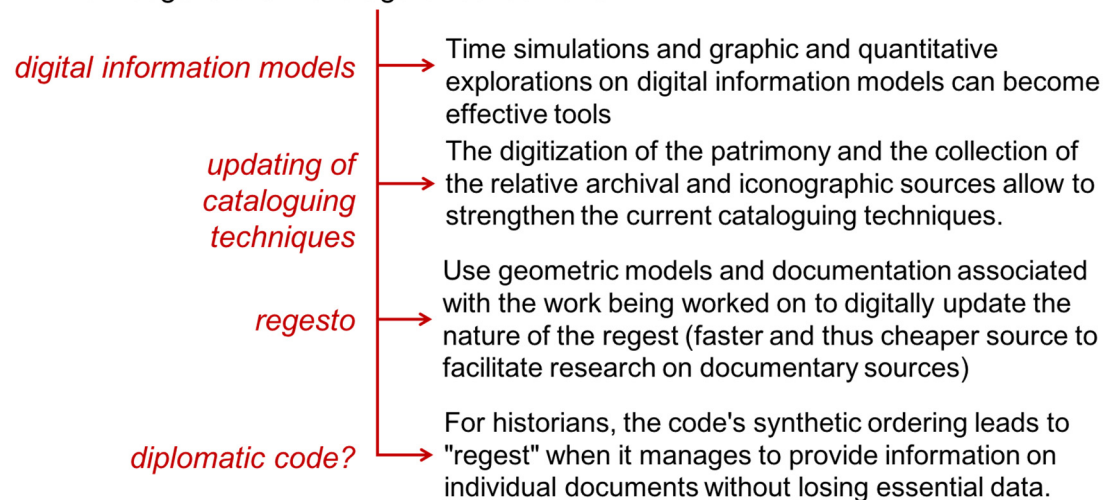 digital information models
Time simulations and graphic and quantitative
explorations on digital information models can become
effective tools
updating of
cataloguing
techniques
The digitization of the patrimony and the collection of
the relative archival and iconographic sources allow to
strengthen the current cataloguing techniques.
regesto
Use geometric models and documentation associated
with the work being worked on to digitally update the
nature of the regest (faster and thus cheaper source to
facilitate research on documentary sources)
diplomatic code?
For historians, the code's synthetic ordering leads to
"regest" when it manages to provide information on
individual documents without losing essential data.